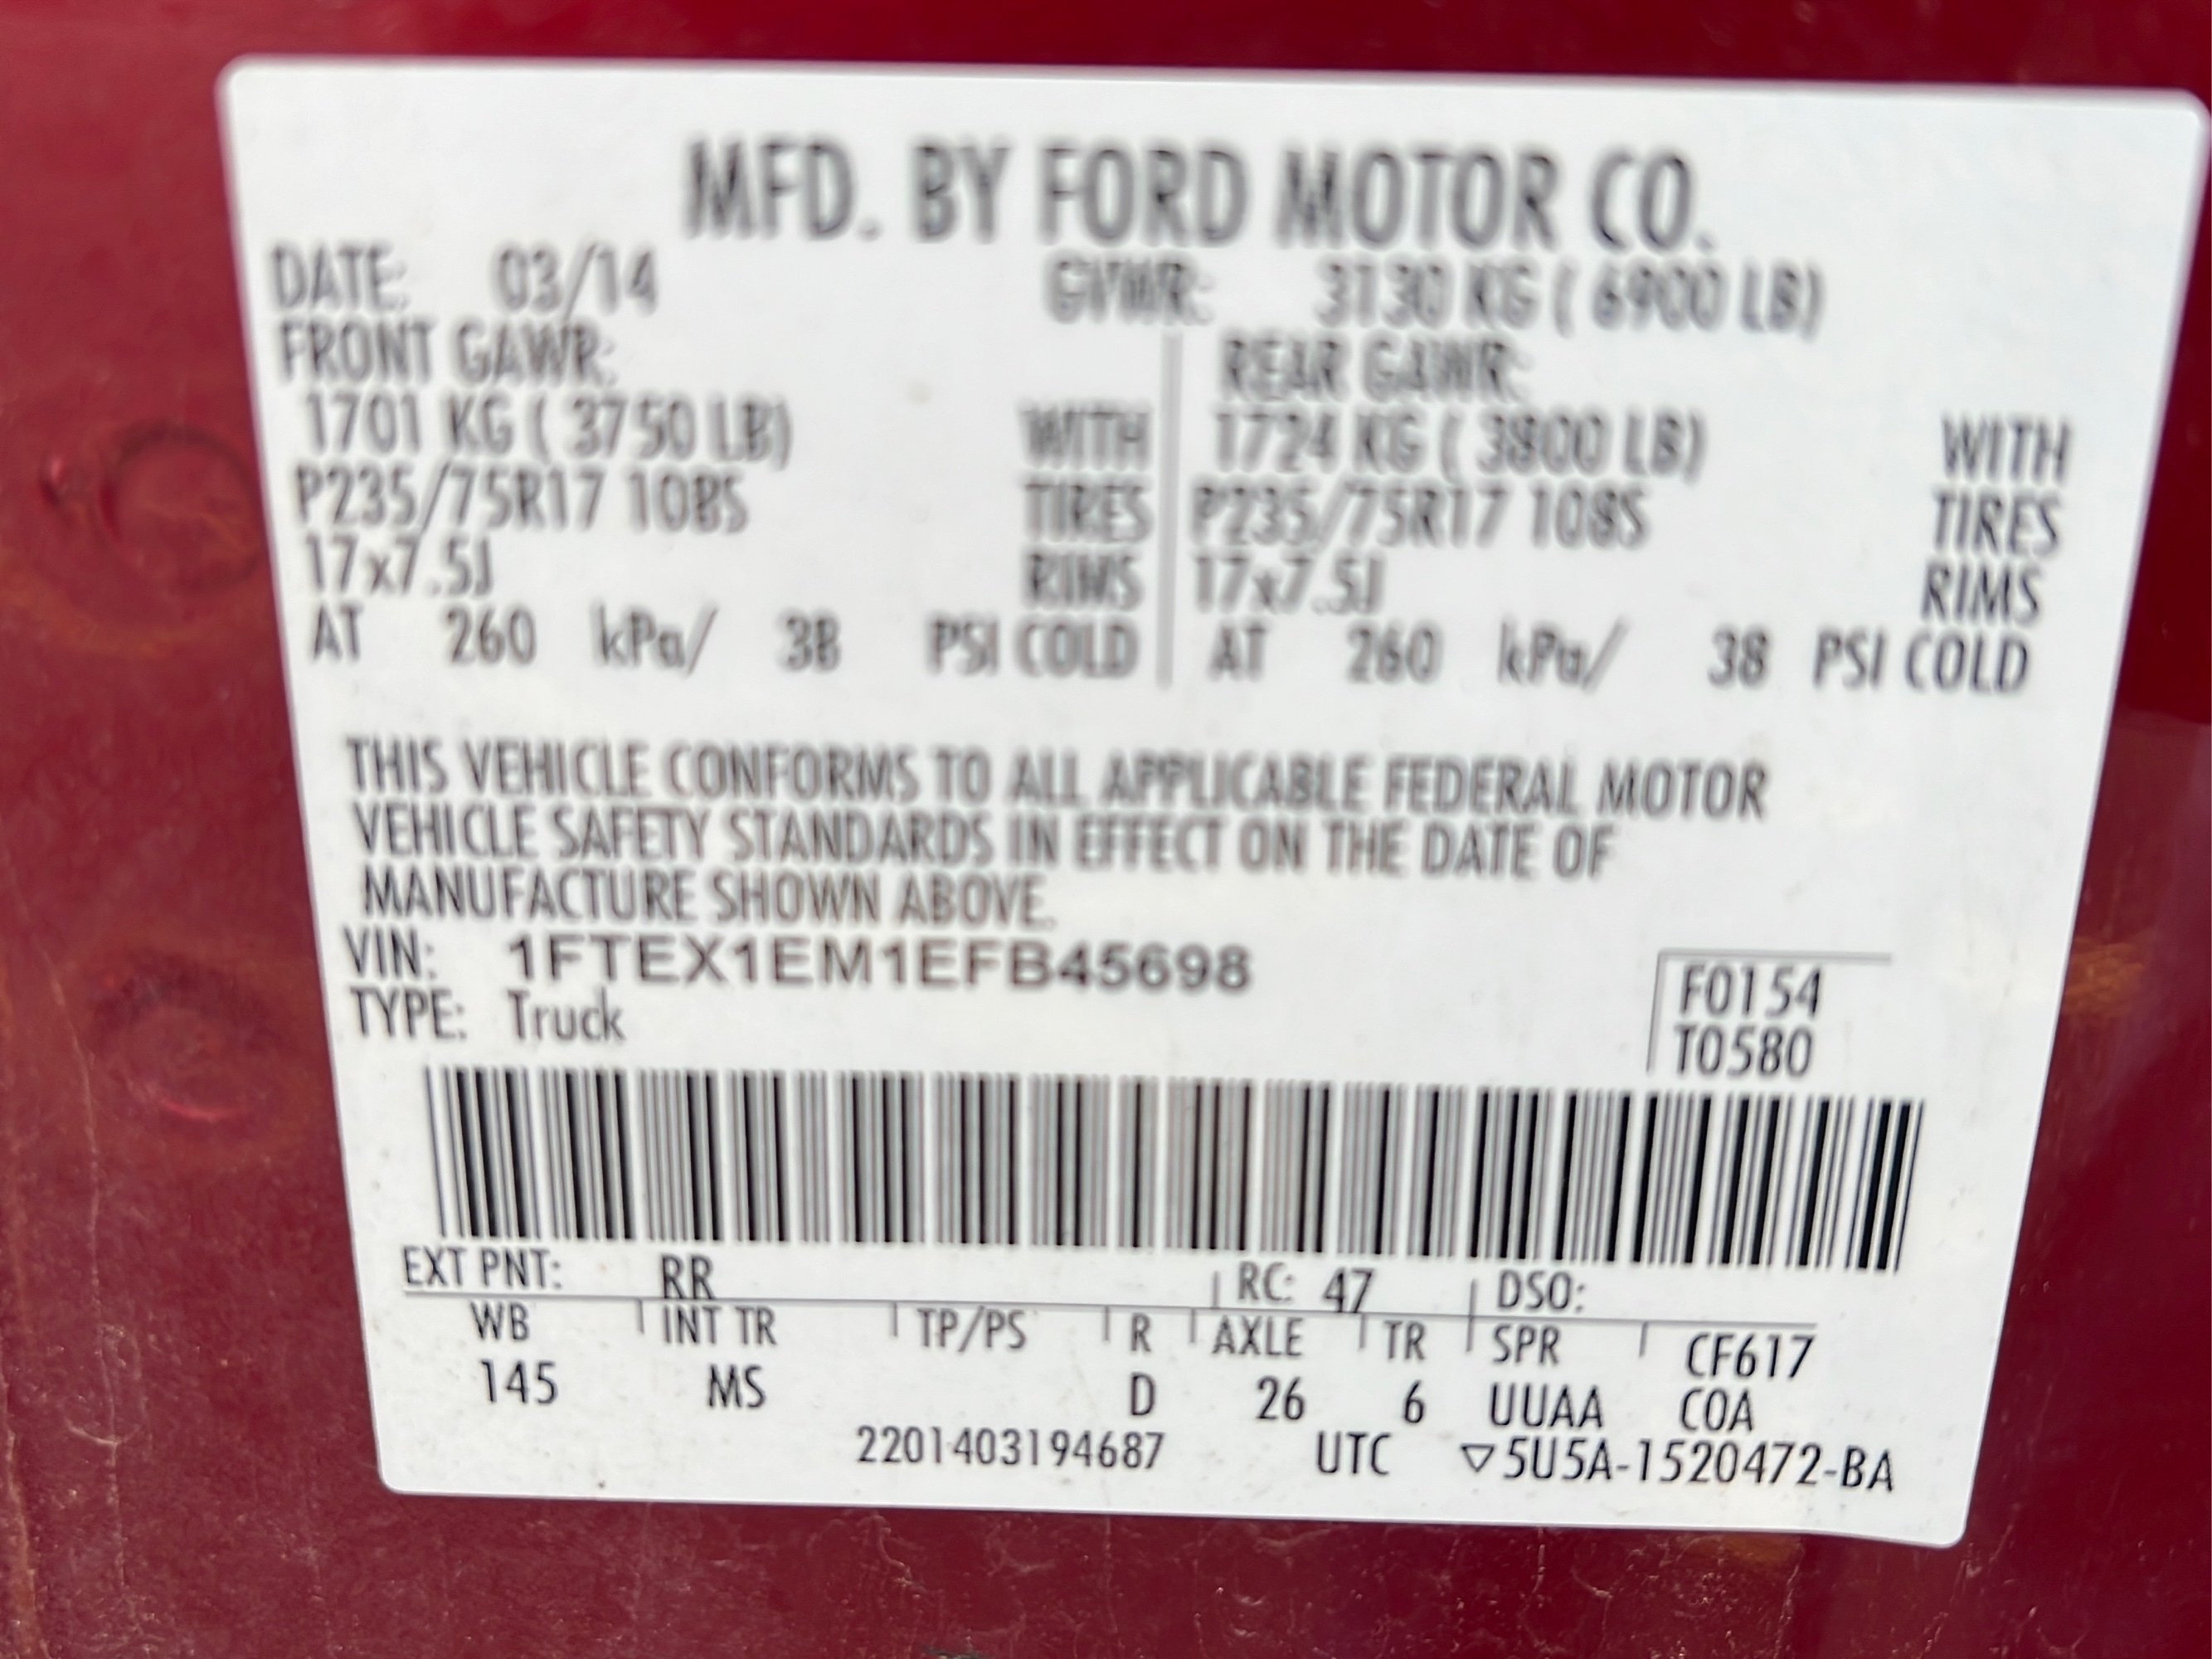 MFD. BY FORD MOTOR CO.
DATE: 03/14 GVWR: 3130 KG ( 6900 LB)
FRONT GAWR: REAR GAWR:
1701 KG ( 3750 LB) WITH 1724 KG ( 3800 LB) WITH
P235/75R17 108S TIRES P235/75R17 108S TIRES
17x7.5J RIMS 17x7.5J RIMS
AT 260 kPa/ 38 PSI COLD AT 260 kPa/ 38 PSI COLD
THIS VEHICLE CONFORMS TO ALL APPLICABLE FEDERAL MOTOR
VEHICLE SAFETY STANDARDS IN EFFECT ON THE DATE OF
MANUFACTURE SHOWN ABOVE.
VIN: 1FTEX1EM1EFB45698 F0154
TYPE: Truck T0580
EXT PNT: RR RC: 47 DSO:
WB INT TR TP/PS R AXLE TR SPR CF617
145 MS D 26 6 UUAA COA
2201403194687 UTC ▽5U5A-1520472-BA